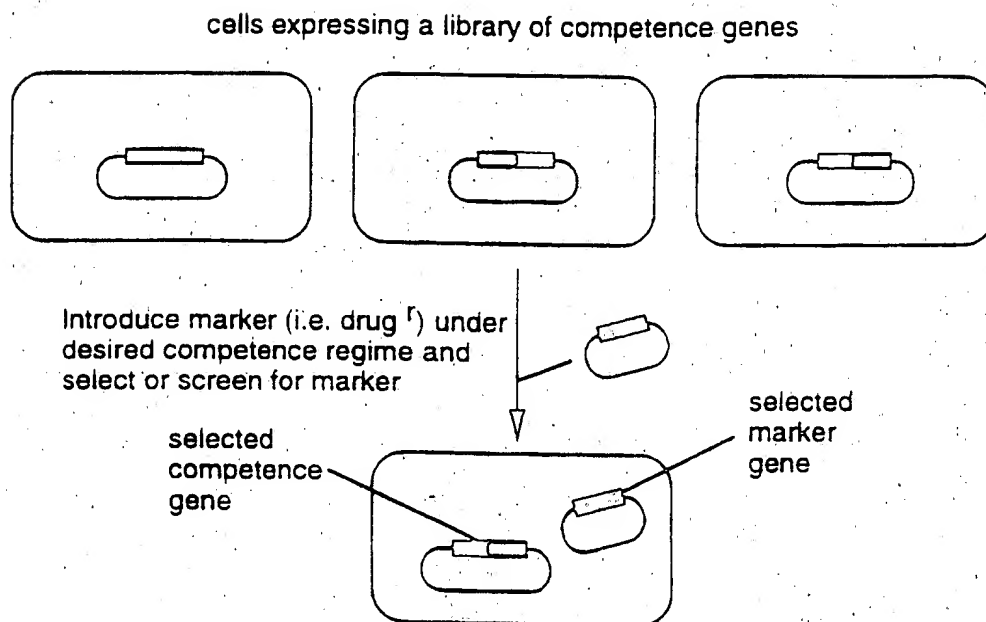 cells expressing a library of competence genes
Introduce marker (i.e. drug r) under
desired competence regime and
select or screen for marker
selected
competence
gene
selected
marker
gene